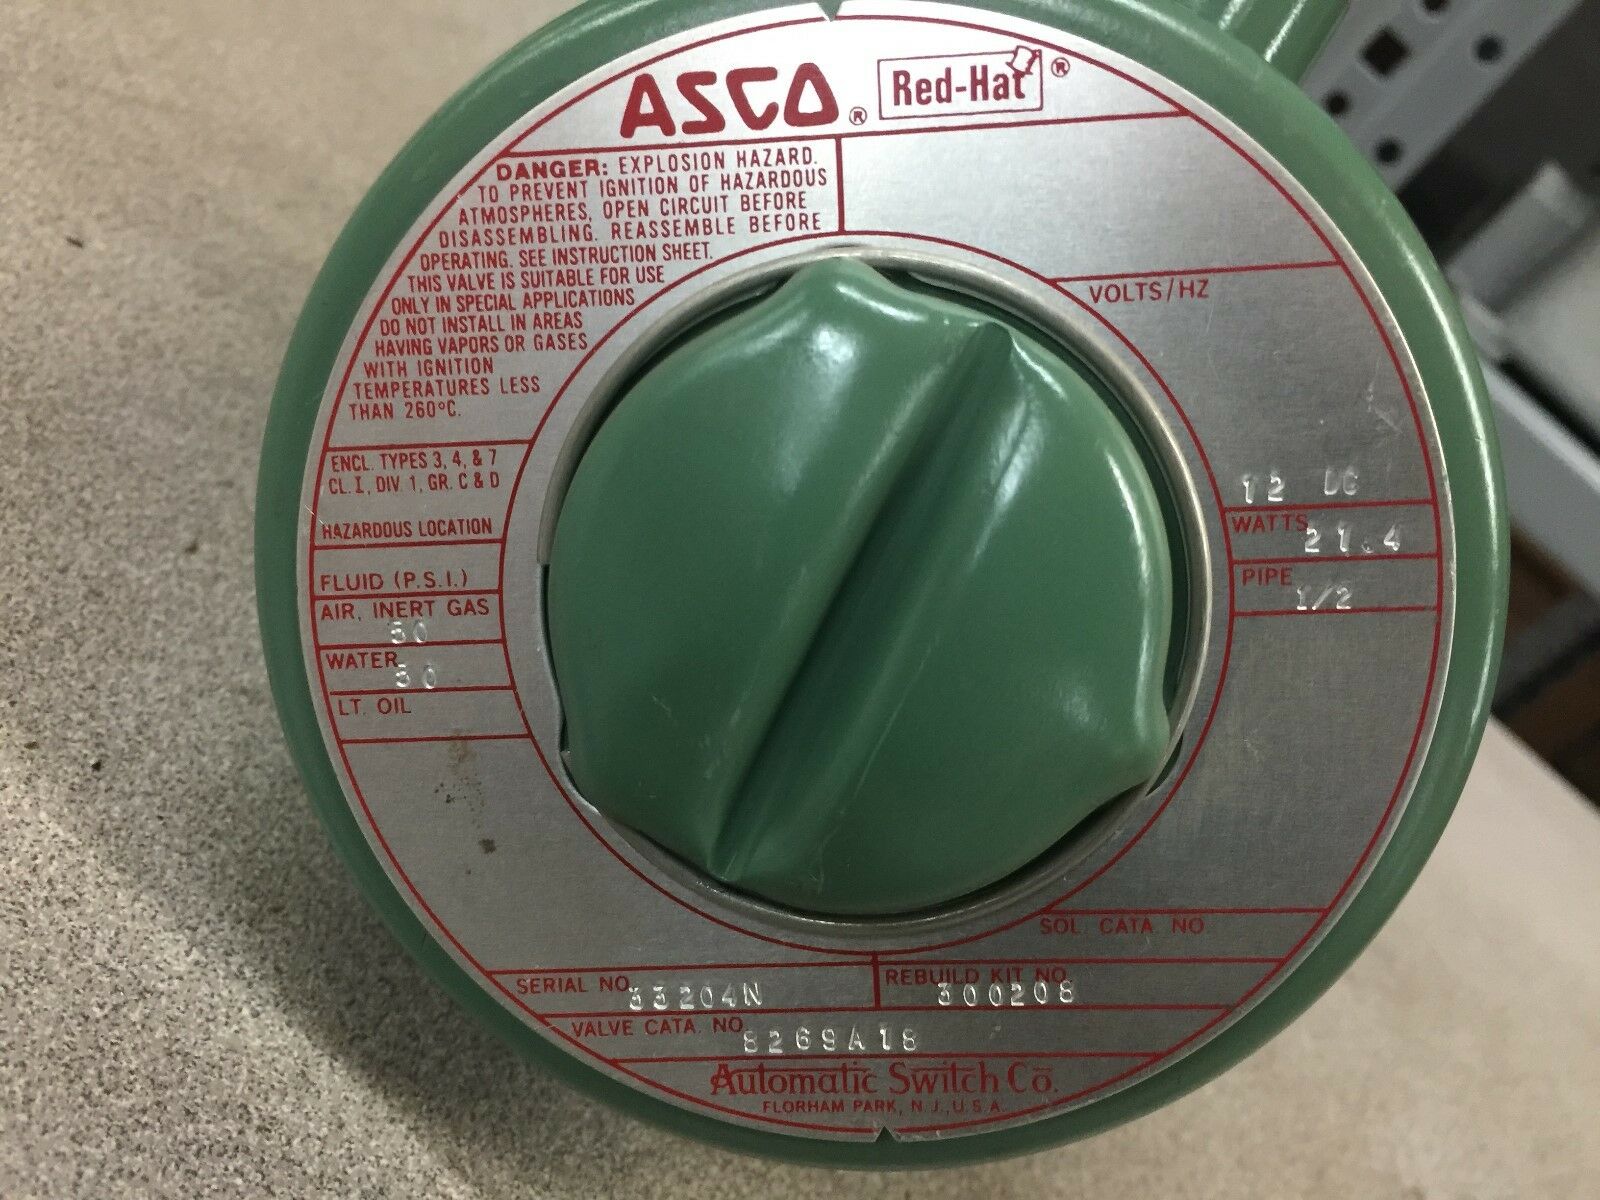 ASCO® Red-Hat®
DANGER: EXPLOSION HAZARD.
TO PREVENT IGNITION OF HAZARDOUS
ATMOSPHERES, OPEN CIRCUIT BEFORE
DISASSEMBLING. REASSEMBLE BEFORE
OPERATING. SEE INSTRUCTION SHEET.
THIS VALVE IS SUITABLE FOR USE
ONLY IN SPECIAL APPLICATIONS
DO NOT INSTALL IN AREAS
HAVING VAPORS OR GASES
WITH IGNITION
TEMPERATURES LESS
THAN 260°C.
ENCL. TYPES 3, 4, & 7
CL. I, DIV. 1, GR. C & D
HAZARDOUS LOCATION
FLUID (P.S.I.)
AIR, INERT GAS
50
WATER
50
LT. OIL
VOLTS/HZ
12 DC
WATTS 21.4
PIPE
1/2
SOL. CATA. NO.
SERIAL NO. 33204N
REBUILD KIT NO. 300208
VALVE CATA. NO. 8269A18
Automatic Switch Co.
FLORHAM PARK, N.J., U.S.A.